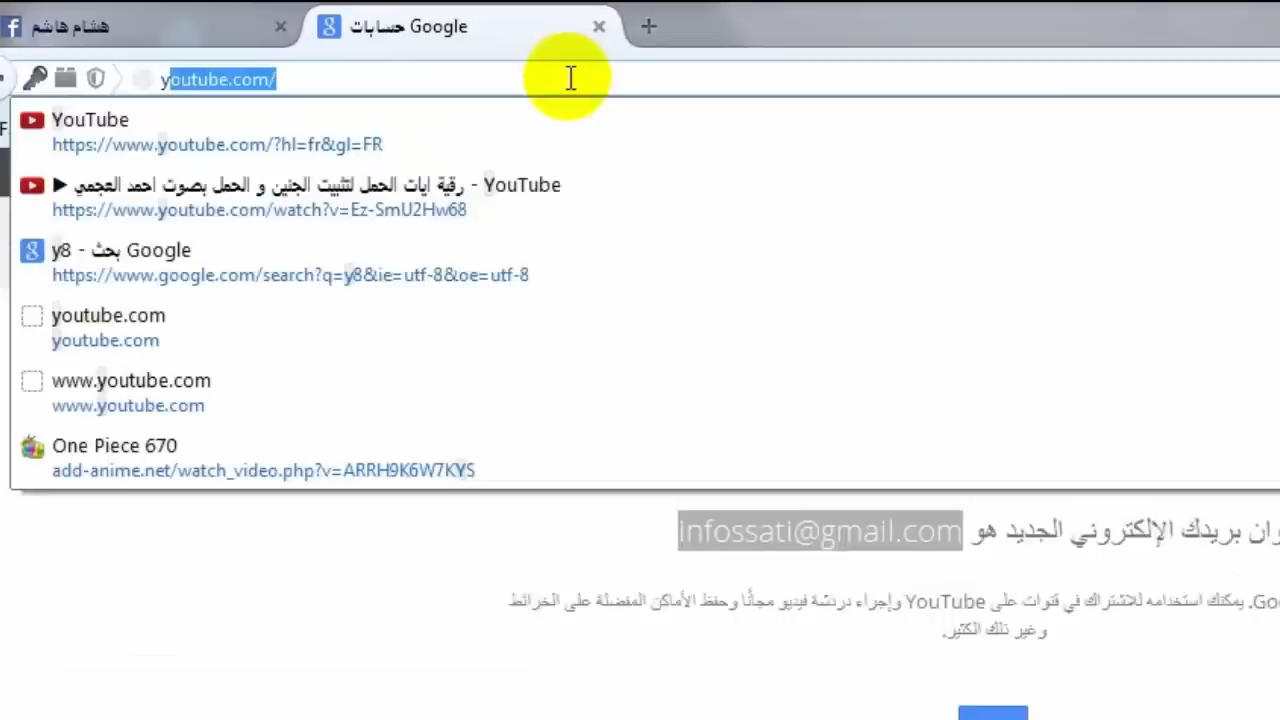 هشام هاشم
حسابات Google
youtube.com/
YouTube
https://www.youtube.com/?hl=fr&gl=FR
▶ رقية ايات الحمل لتثبيت الجنين و الحمل بصوت احمد العجمي - YouTube
https://www.youtube.com/watch?v=Ez-SmU2Hw68
y8 - بحث Google
https://www.google.com/search?q=y8&ie=utf-8&oe=utf-8
youtube.com
youtube.com
www.youtube.com
www.youtube.com
One Piece 670
add-anime.net/watch_video.php?v=ARRH9K6W7KYS
بريدك الإلكتروني الجديد هو infossati@gmail.com
يمكنك استخدامه للاشتراك في قنوات على YouTube وإجراء دردشة فيديو مجانًا وحفظ الأماكن المفضلة على الخرائط
وغير ذلك الكثير.